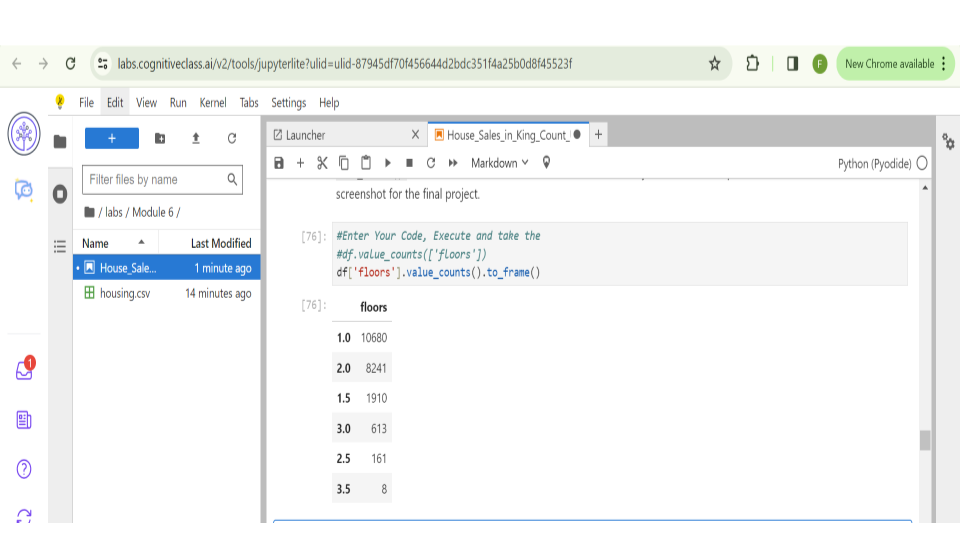 labs.cognitiveclass.ai/v2/tools/jupyterlite?ulid=ulid-87945df70f456644d2bdc351f4a25b0d8f45523f
F
New Chrome available
File Edit View Run Kernel Tabs Settings Help
+
Launcher
House_Sales_in_King_Count_
Filter files by name
Markdown
Python (Pyodide)
/ labs / Module 6 /
Name Last Modified
House_Sale... 1 minute ago
housing.csv 14 minutes ago
screenshot for the final project.
[76]: #Enter Your Code, Execute and take the
#df.value_counts(['floors'])
df['floors'].value_counts().to_frame()
[76]: floors
1.0 10680
2.0 8241
1.5 1910
3.0 613
2.5 161
3.5 8
1